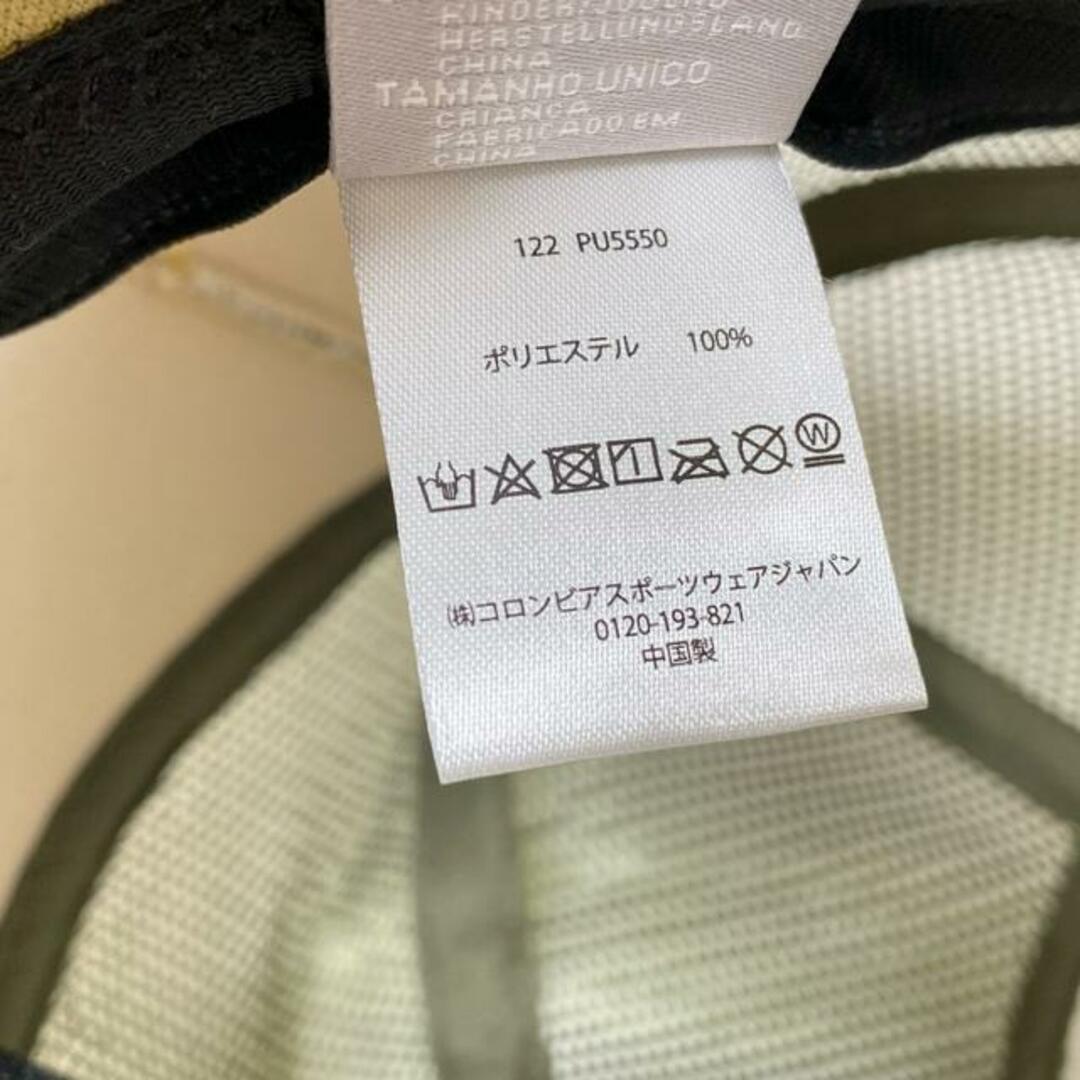 KINDER/JUGEND
HERSTELLUNGSLAND
CHINA
TAMANHO UNICO
CRIANCA
FABRICADO EM
CHINA
122 PU5550
ポリエステル 100%
W
(株)コロンビアスポーツウェアジャパン
0120-193-821
中国製